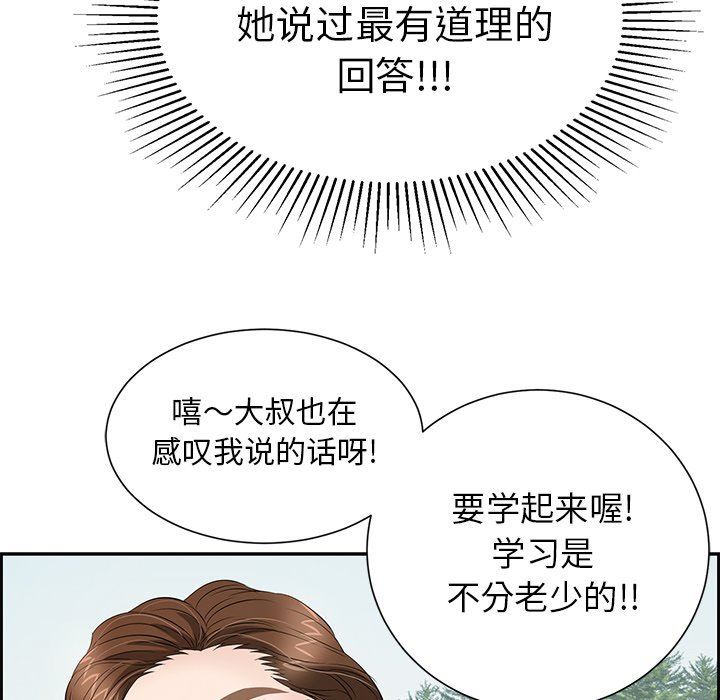 她说过最有道理的
回答!!!
嘻～大叔也在
感叹我说的话呀!
要学起来喔!
学习是
不分老少的!!